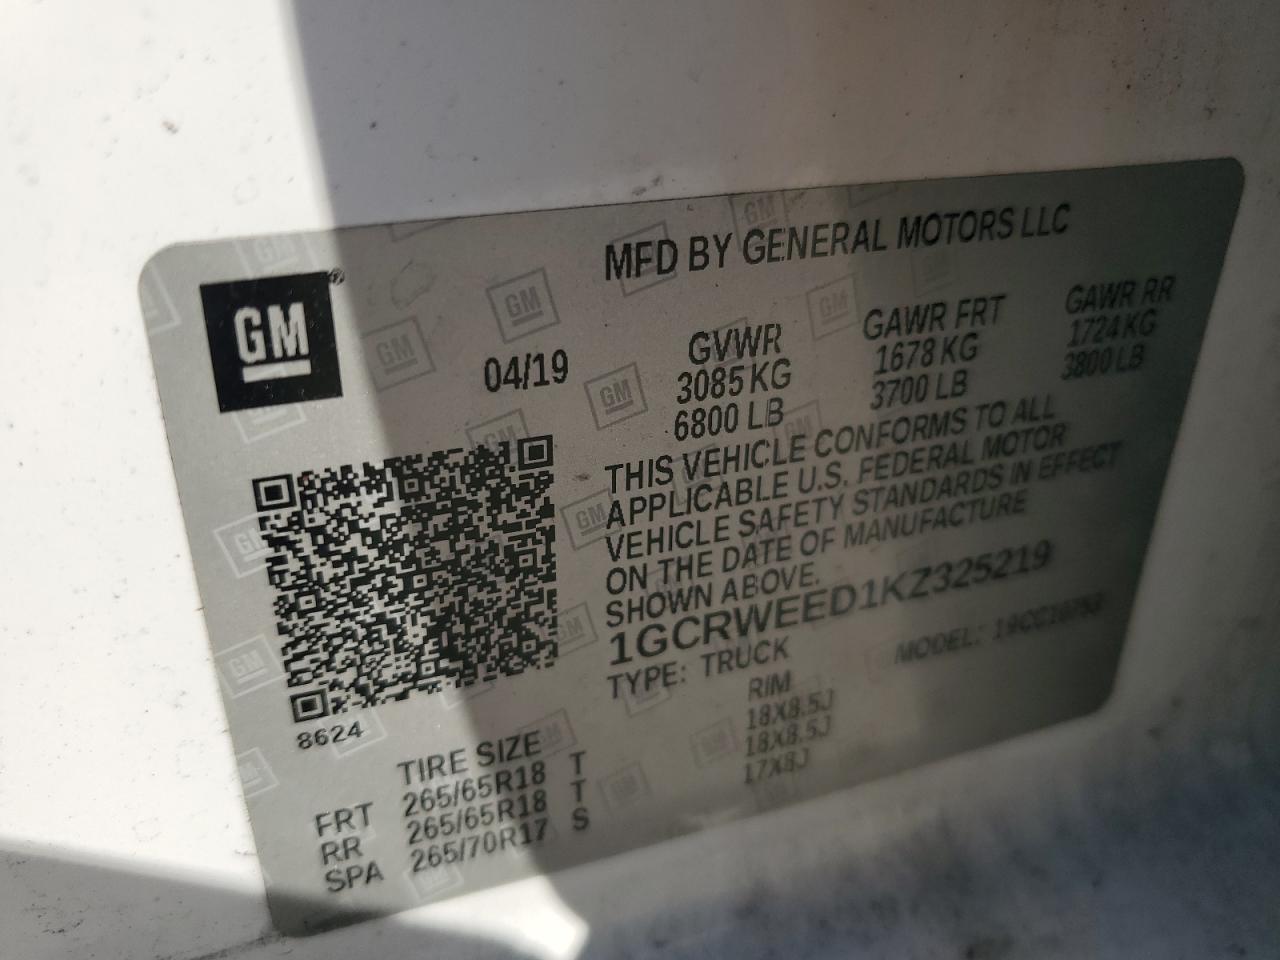 GM
MFD BY GENERAL MOTORS LLC
04/19
GVWR GAWR FRT GAWR RR
3085 KG 1678 KG 1724 KG
6800 LB 3700 LB 3800 LB
THIS VEHICLE CONFORMS TO ALL
APPLICABLE U.S. FEDERAL MOTOR
VEHICLE SAFETY STANDARDS IN EFFECT
ON THE DATE OF MANUFACTURE
SHOWN ABOVE.
1GCRWEED1KZ325219
TYPE: TRUCK MODEL:
8624
TIRE SIZE RIM
FRT 265/65R18 T 18X8.5J
RR 265/65R18 T 18X8.5J
SPA 265/70R17 S 17X8J